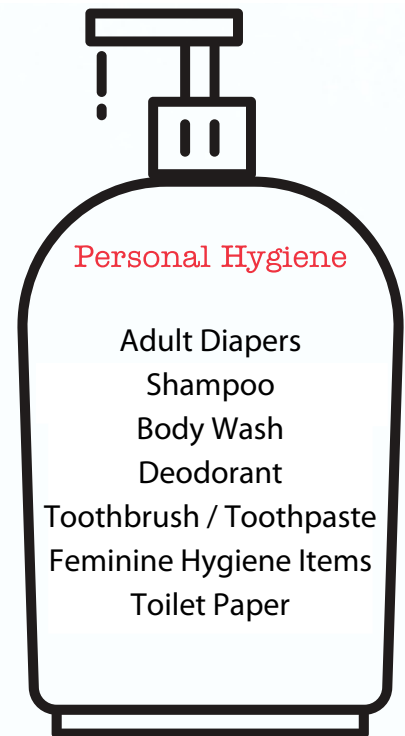 Personal Hygiene
Adult Diapers
Shampoo
Body Wash
Deodorant
Toothbrush / Toothpaste
Feminine Hygiene Items
Toilet Paper